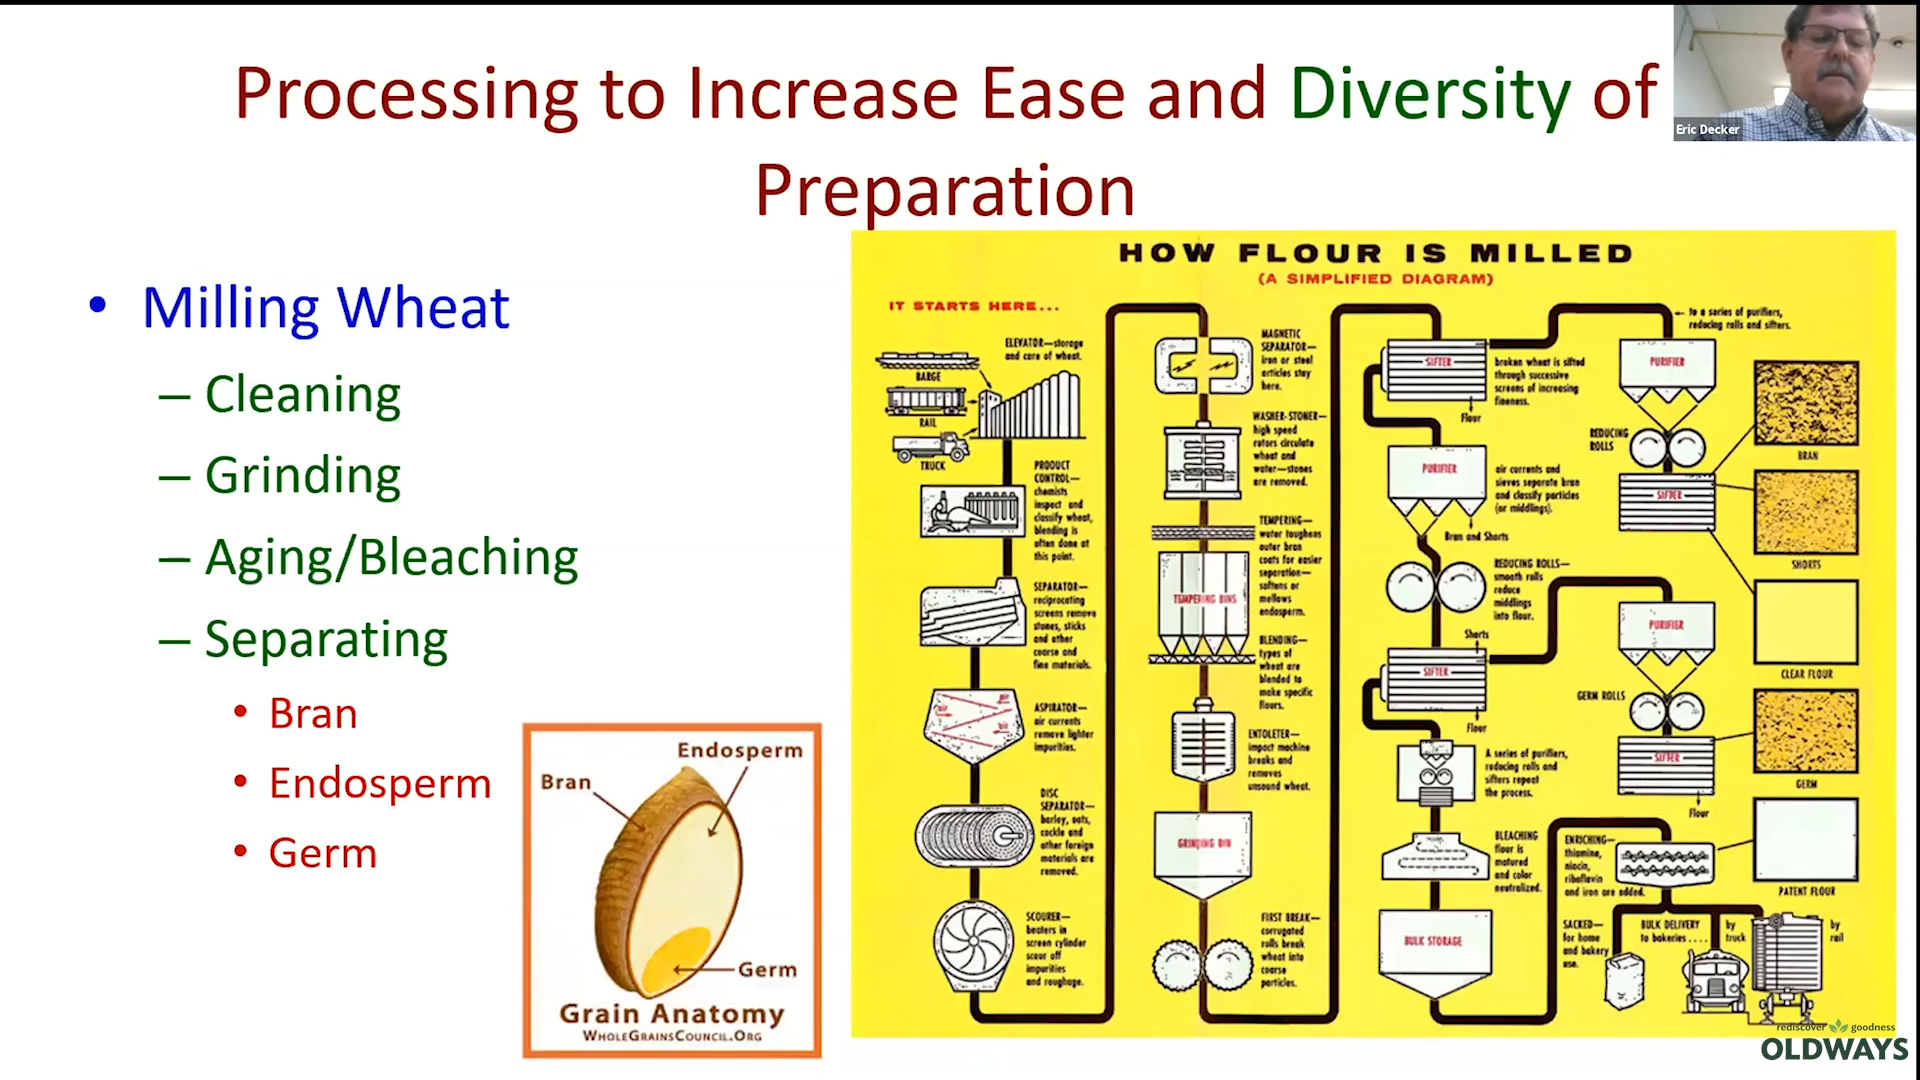 Processing to Increase Ease and Diversity of
Preparation
Eric Decker
• Milling Wheat
– Cleaning
– Grinding
– Aging/Bleaching
– Separating
• Bran
• Endosperm
• Germ
Endosperm
Bran
Germ
Grain Anatomy
WholeGrainsCouncil.Org
HOW FLOUR IS MILLED
(A SIMPLIFIED DIAGRAM)
IT STARTS HERE...
ELEVATOR—storage
and care of wheat.
BARGE
RAIL
TRUCK
PRODUCT
CONTROL—
chemists
inspect and
classify wheat,
blending is
often done at
this point.
SEPARATOR—
reciprocating
screens remove
stones, sticks
and other
coarse and
fine materials.
ASPIRATOR—
air currents
remove lighter
impurities.
air
air
air
DISC
SEPARATOR—
barley, oats,
cockle and
other foreign
materials are
removed.
SCOURER—
beaters in
screen cylinder
scour off
impurities
and roughage.
MAGNETIC
SEPARATOR—
iron or steel
articles stay
here.
WASHER-STONER—
high speed
rotors circulate
wheat and
water—stones
are removed.
TEMPERING—
water toughens
outer bran
coats for easier
separation—
softens or
mellows
endosperm.
TEMPERING BINS
BLENDING—
types of
wheat are
blended to
make specific
flours.
ENTOLETER—
impact machine
breaks and
removes
unsound wheat.
GRINDING BIN
FIRST BREAK—
corrugated
rolls break
wheat into
coarse
particles.
SIFTER
broken wheat is sifted
through successive
screens of increasing
fineness.
Flour
PURIFIER
air currents and
sieves separate bran
and classify particles
(or middlings).
Bran and Shorts
REDUCING ROLLS—
smooth rolls
reduce
middlings
into flour.
Shorts
SIFTER
Flour
A series of purifiers,
reducing rolls and
sifters repeat
the process.
BLEACHING
flour is
matured
and color
neutralized.
BULK STORAGE
to a series of purifiers,
reducing rolls and sifters.
PURIFIER
REDUCING
ROLLS
SIFTER
BRAN
SHORTS
CLEAR FLOUR
PURIFIER
GERM ROLLS
SIFTER
Flour
GERM
ENRICHING—
thiamine,
niacin,
riboflavin
and iron are added.
PATENT FLOUR
SACKED—
for home
and bakery
use.
BULK DELIVERY
to bakeries....
by
truck
by
rail
rediscover goodness
OLDWAYS